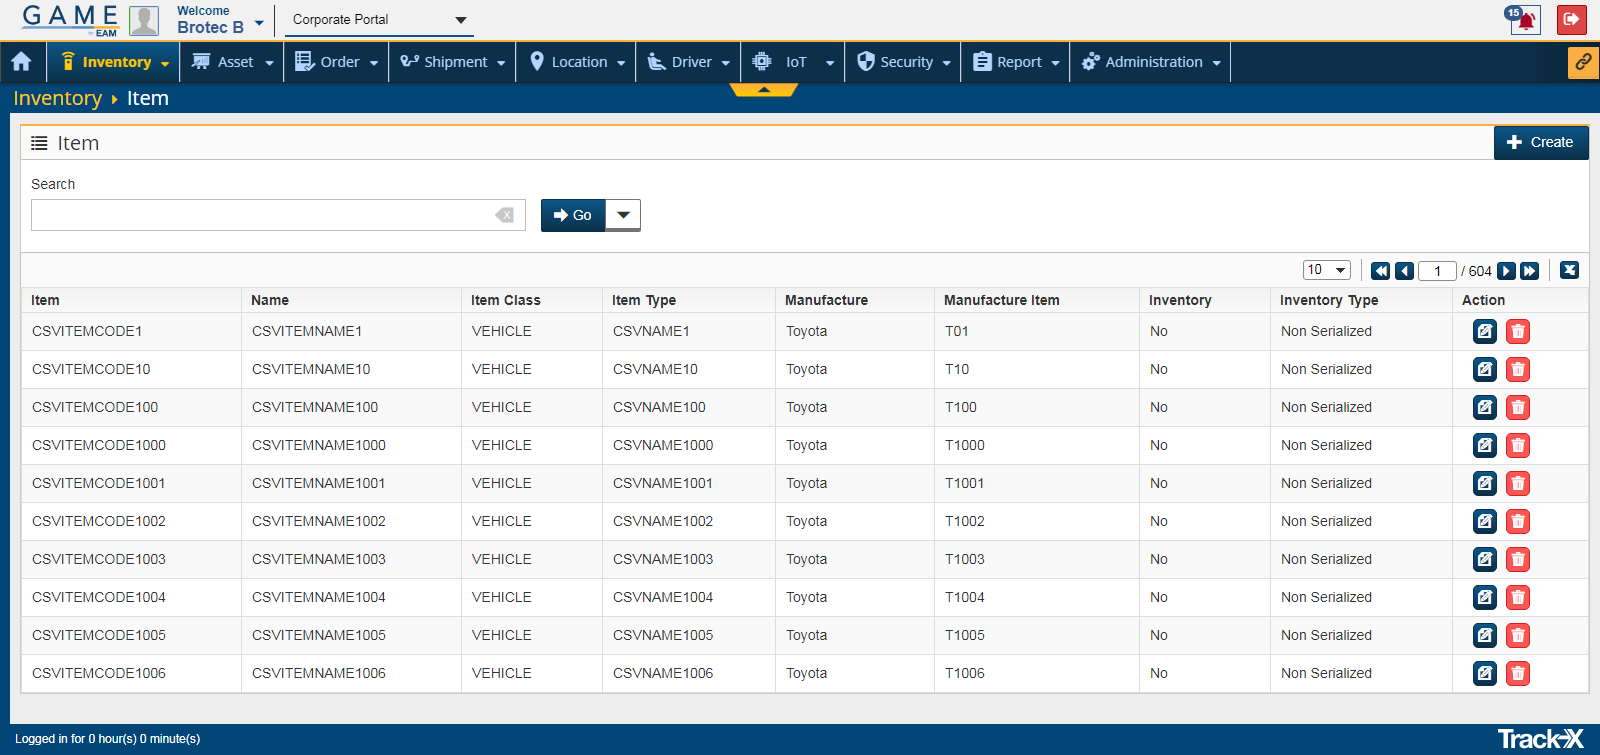 GAME
by EAM
Welcome
Brotec B
Corporate Portal
15
Inventory Asset Order Shipment Location Driver IoT Security Report Administration
Inventory Item
Item
Create
Search
Go
10 1 / 604
Item Name Item Class Item Type Manufacture Manufacture Item Inventory Inventory Type Action
CSVITEMCODE1 CSVITEMNAME1 VEHICLE CSVNAME1 Toyota T01 No Non Serialized
CSVITEMCODE10 CSVITEMNAME10 VEHICLE CSVNAME10 Toyota T10 No Non Serialized
CSVITEMCODE100 CSVITEMNAME100 VEHICLE CSVNAME100 Toyota T100 No Non Serialized
CSVITEMCODE1000 CSVITEMNAME1000 VEHICLE CSVNAME1000 Toyota T1000 No Non Serialized
CSVITEMCODE1001 CSVITEMNAME1001 VEHICLE CSVNAME1001 Toyota T1001 No Non Serialized
CSVITEMCODE1002 CSVITEMNAME1002 VEHICLE CSVNAME1002 Toyota T1002 No Non Serialized
CSVITEMCODE1003 CSVITEMNAME1003 VEHICLE CSVNAME1003 Toyota T1003 No Non Serialized
CSVITEMCODE1004 CSVITEMNAME1004 VEHICLE CSVNAME1004 Toyota T1004 No Non Serialized
CSVITEMCODE1005 CSVITEMNAME1005 VEHICLE CSVNAME1005 Toyota T1005 No Non Serialized
CSVITEMCODE1006 CSVITEMNAME1006 VEHICLE CSVNAME1006 Toyota T1006 No Non Serialized
Logged in for 0 hour(s) 0 minute(s)
Track-X